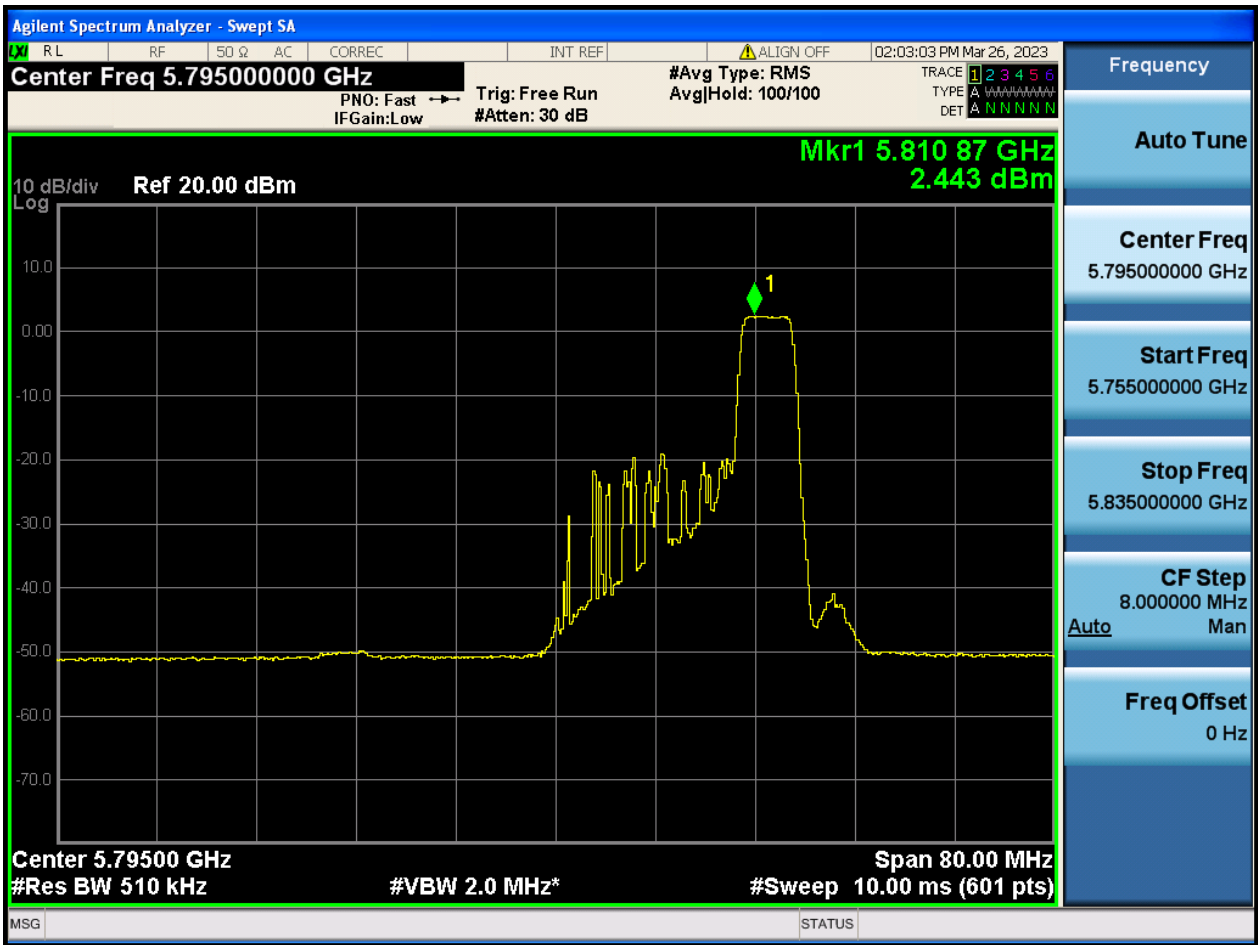 Agilent Spectrum Analyzer - Swept SA
LXI RL RF 50 Ω AC CORREC INT REF ALIGN OFF 02:03:03 PM Mar 26, 2023
Center Freq 5.795000000 GHz
PNO: Fast
IFGain:Low
Trig: Free Run
#Atten: 30 dB
#Avg Type: RMS
Avg|Hold: 100/100
TRACE 1 2 3 4 5 6
TYPE A WWWWWW
DET A N N N N N
Mkr1 5.810 87 GHz
2.443 dBm
10 dB/div Ref 20.00 dBm
Log
1
10.0
0.00
-10.0
-20.0
-30.0
-40.0
-50.0
-60.0
-70.0
Center 5.79500 GHz Span 80.00 MHz
#Res BW 510 kHz #VBW 2.0 MHz* #Sweep 10.00 ms (601 pts)
MSG STATUS
Frequency
Auto Tune
Center Freq
5.795000000 GHz
Start Freq
5.755000000 GHz
Stop Freq
5.835000000 GHz
CF Step
8.000000 MHz
Auto Man
Freq Offset
0 Hz